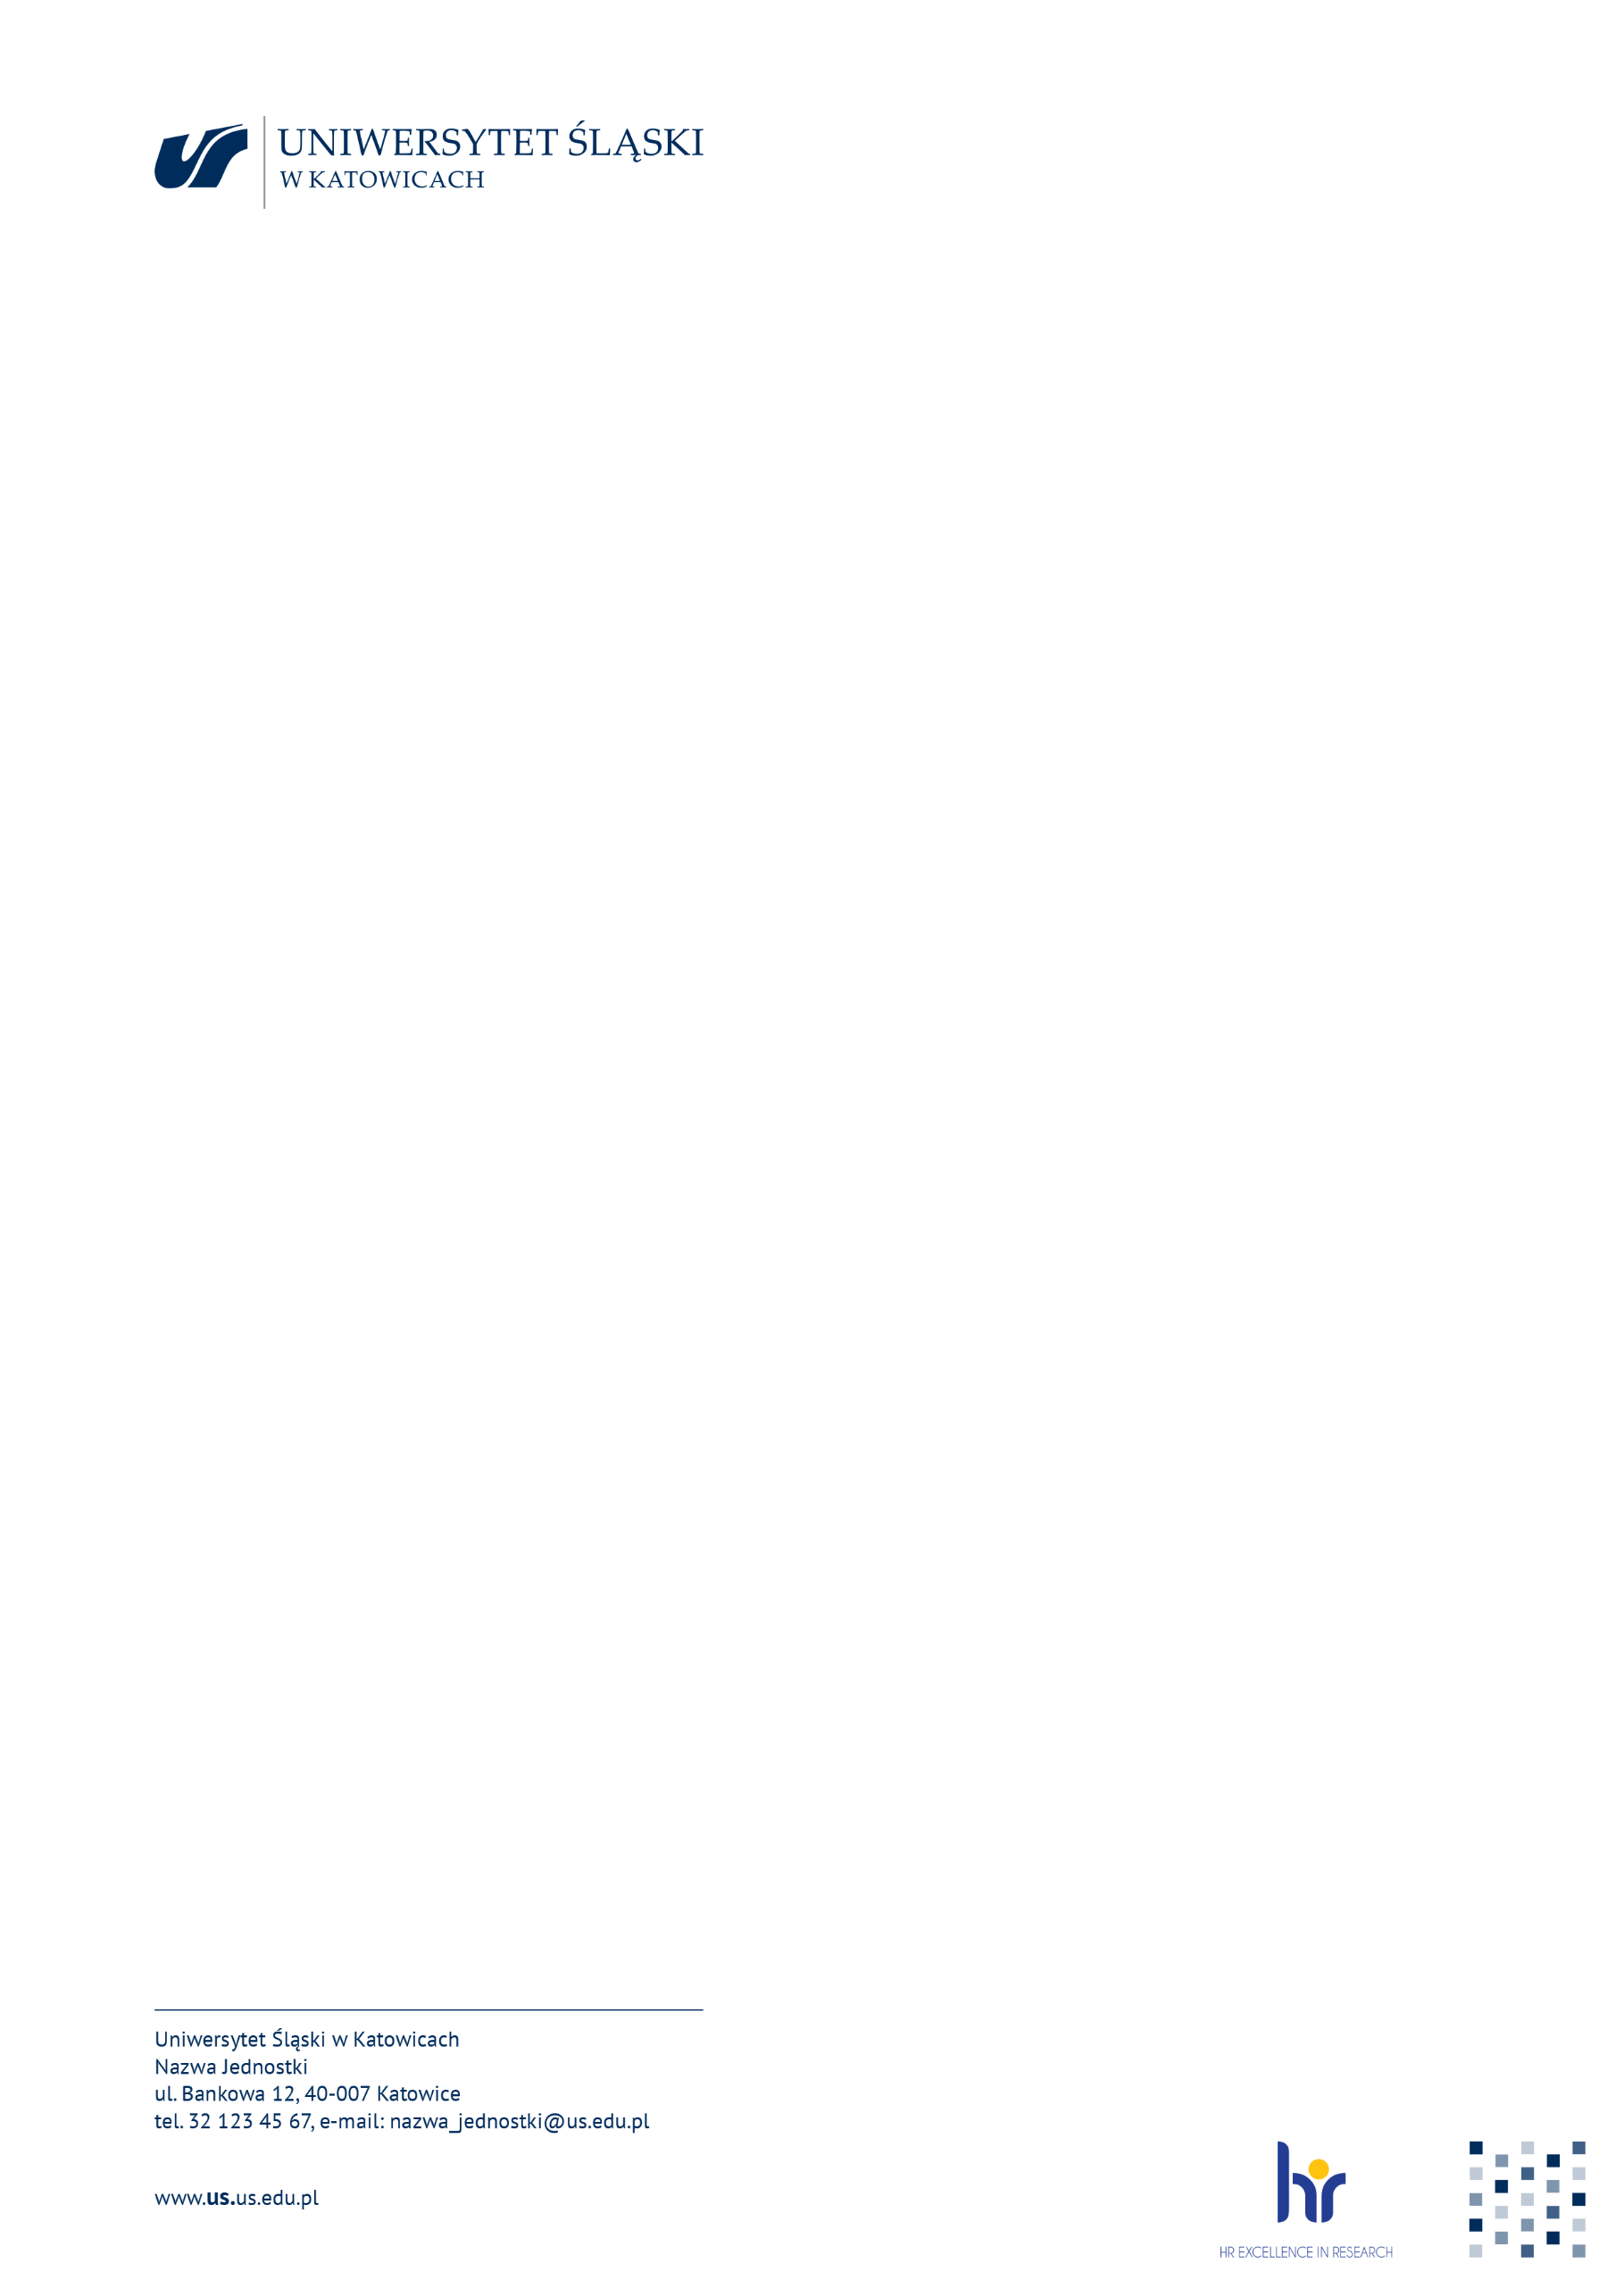 UNIWERSYTET ŚLĄSKI
W KATOWICACH
Uniwersytet Śląski w Katowicach
Nazwa Jednostki
ul. Bankowa 12, 40-007 Katowice
tel. 32 123 45 67, e-mail: nazwa_jednostki@us.edu.pl
www.us.us.edu.pl
hr
HR EXCELLENCE IN RESEARCH